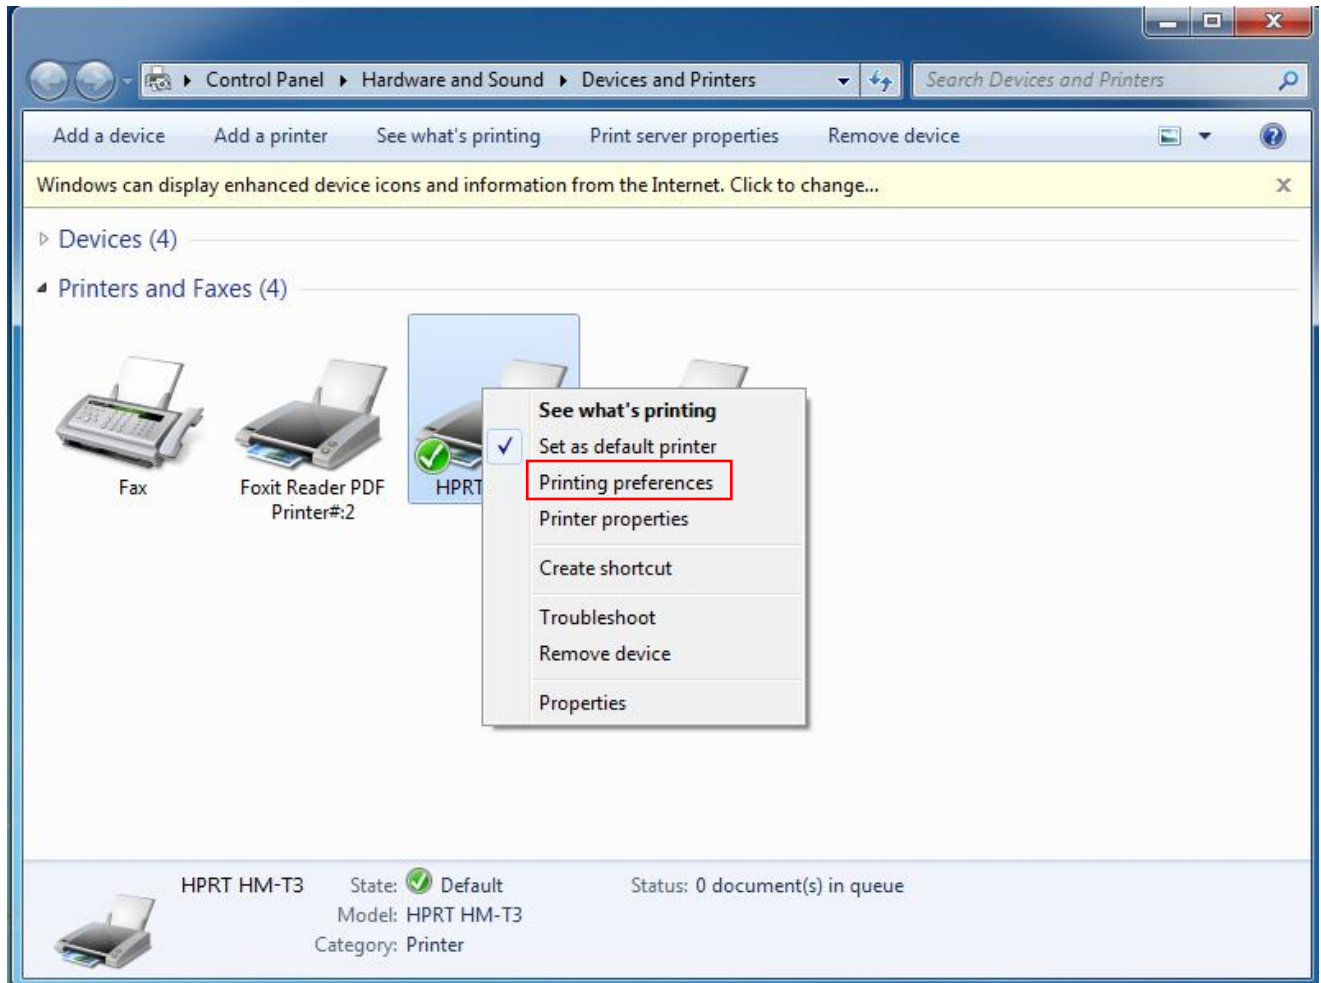 Control Panel Hardware and Sound Devices and Printers
Search Devices and Printers
Add a device Add a printer See what's printing Print server properties Remove device
Windows can display enhanced device icons and information from the Internet. Click to change...
Devices (4)
Printers and Faxes (4)
Fax
Foxit Reader PDF
Printer#:2
HPRT
See what's printing
Set as default printer
Printing preferences
Printer properties
Create shortcut
Troubleshoot
Remove device
Properties
HPRT HM-T3 State: Default Status: 0 document(s) in queue
Model: HPRT HM-T3
Category: Printer